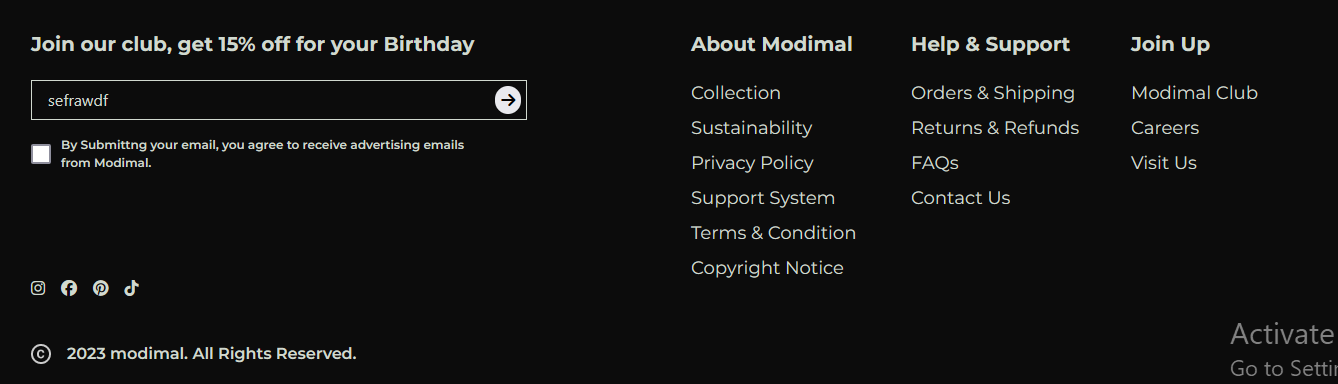 Join our club, get 15% off for your Birthday
sefrawdf
By Submittng your email, you agree to receive advertising emails
from Modimal.
About Modimal
Collection
Sustainability
Privacy Policy
Support System
Terms & Condition
Copyright Notice
Help & Support
Orders & Shipping
Returns & Refunds
FAQs
Contact Us
Join Up
Modimal Club
Careers
Visit Us
© 2023 modimal. All Rights Reserved.
Activate
Go to Settin